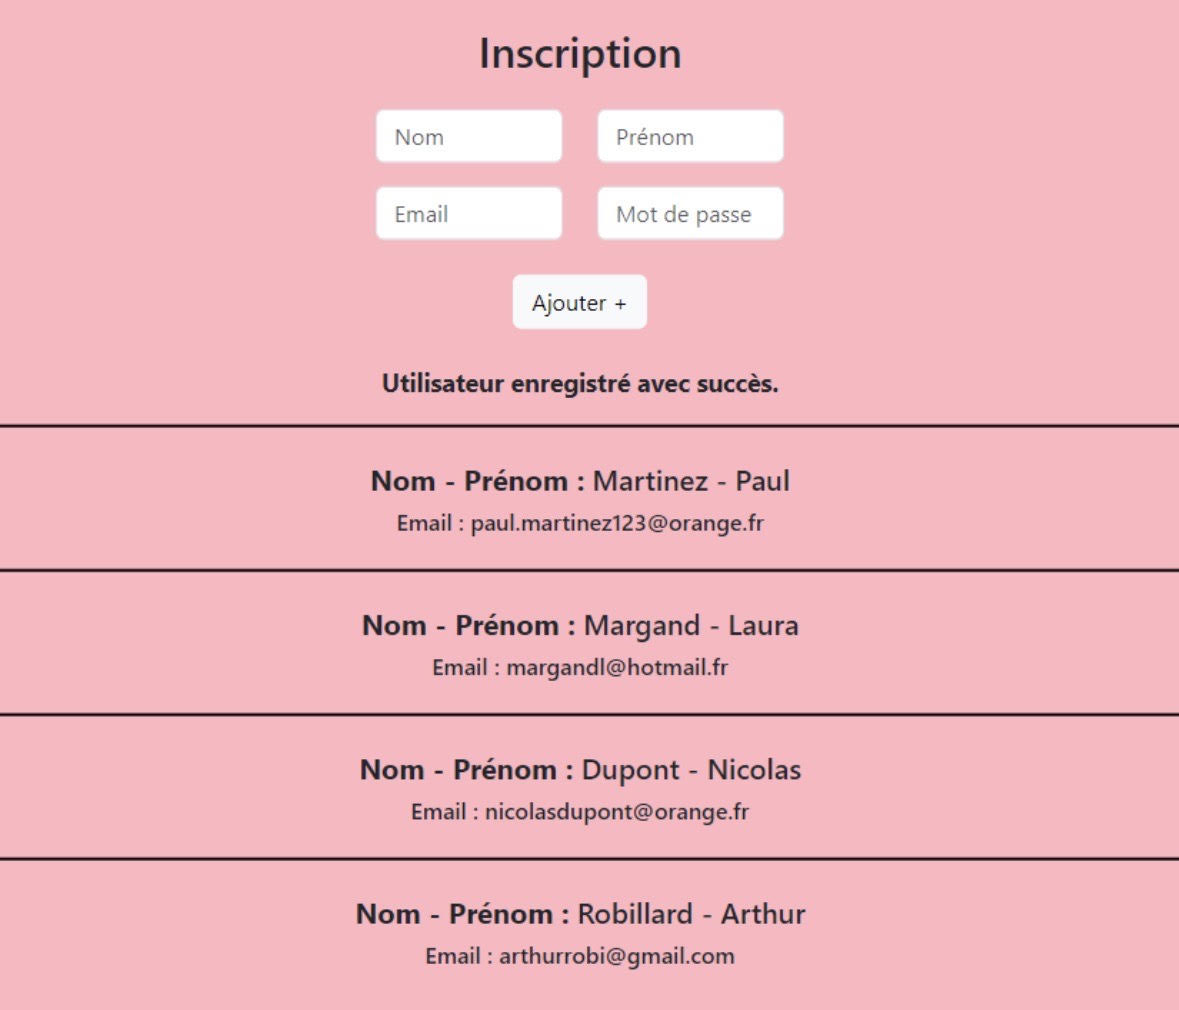 Inscription
Nom Prénom
Email Mot de passe
Ajouter +
Utilisateur enregistré avec succès.
Nom - Prénom : Martinez - Paul
Email : paul.martinez123@orange.fr
Nom - Prénom : Margand - Laura
Email : margandl@hotmail.fr
Nom - Prénom : Dupont - Nicolas
Email : nicolasdupont@orange.fr
Nom - Prénom : Robillard - Arthur
Email : arthurrobi@gmail.com